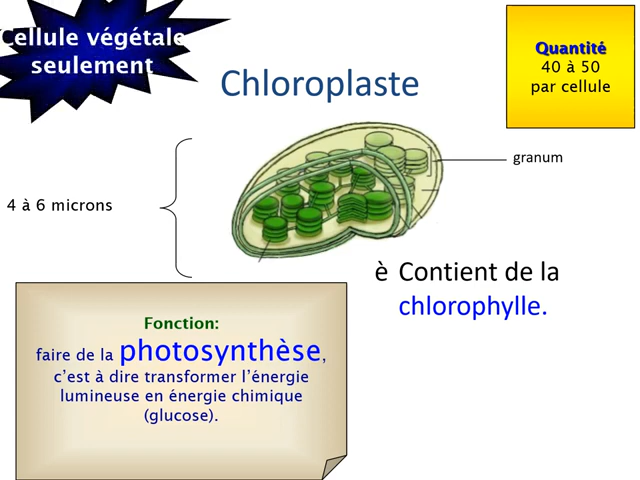 Cellule végétale
seulement
Quantité
40 à 50
par cellule
Chloroplaste
granum
4 à 6 microns
è Contient de la
chlorophylle.
Fonction:
faire de la photosynthèse,
c’est à dire transformer l’énergie
lumineuse en énergie chimique
(glucose).